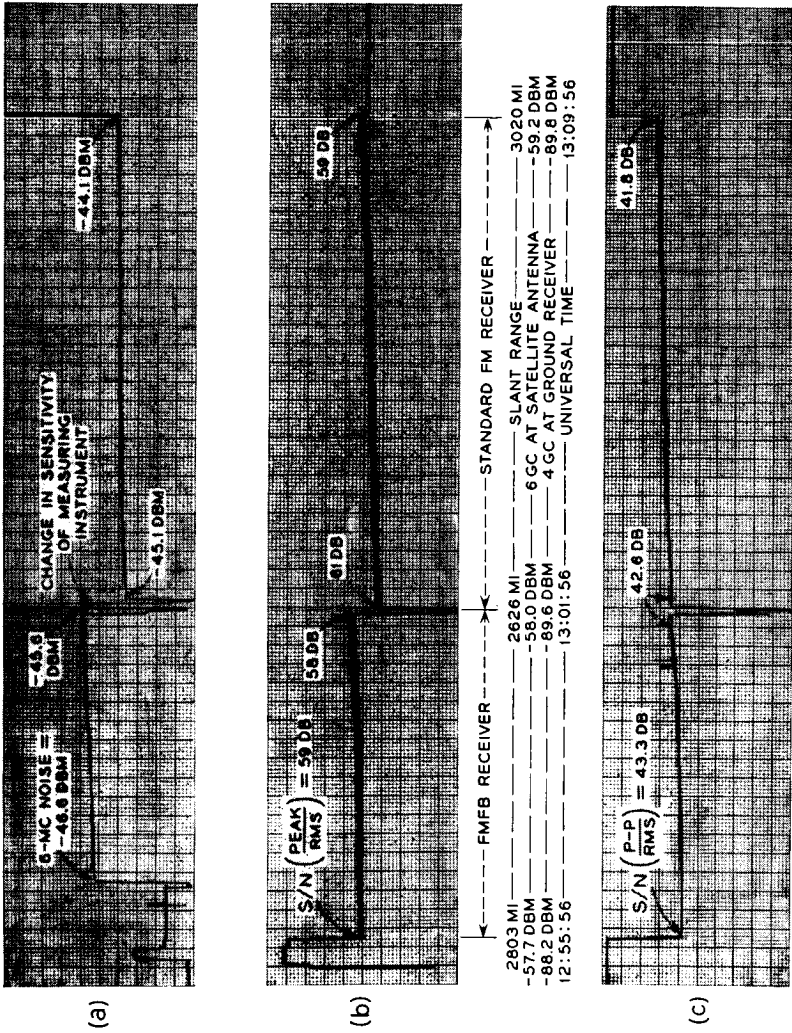 (a)
6-MC NOISE =
-46.6 DBM
-45.6
DBM
CHANGE IN SENSITIVITY
OF MEASURING
INSTRUMENT
-45.1 DBM
-44.1 DBM
(b)
S/N (PEAK/RMS) = 59 DB
58 DB
61 DB
59 DB
FMFB RECEIVER STANDARD FM RECEIVER
2803 MI 2626 MI SLANT RANGE 3020 MI
-57.7 DBM -58.0 DBM 6 GC AT SATELLITE ANTENNA -59.2 DBM
-88.2 DBM -89.6 DBM 4 GC AT GROUND RECEIVER -89.8 DBM
12:55:56 13:01:56 UNIVERSAL TIME 13:09:56
(c)
S/N (P-P/RMS) = 43.3 DB
42.6 DB
41.8 DB